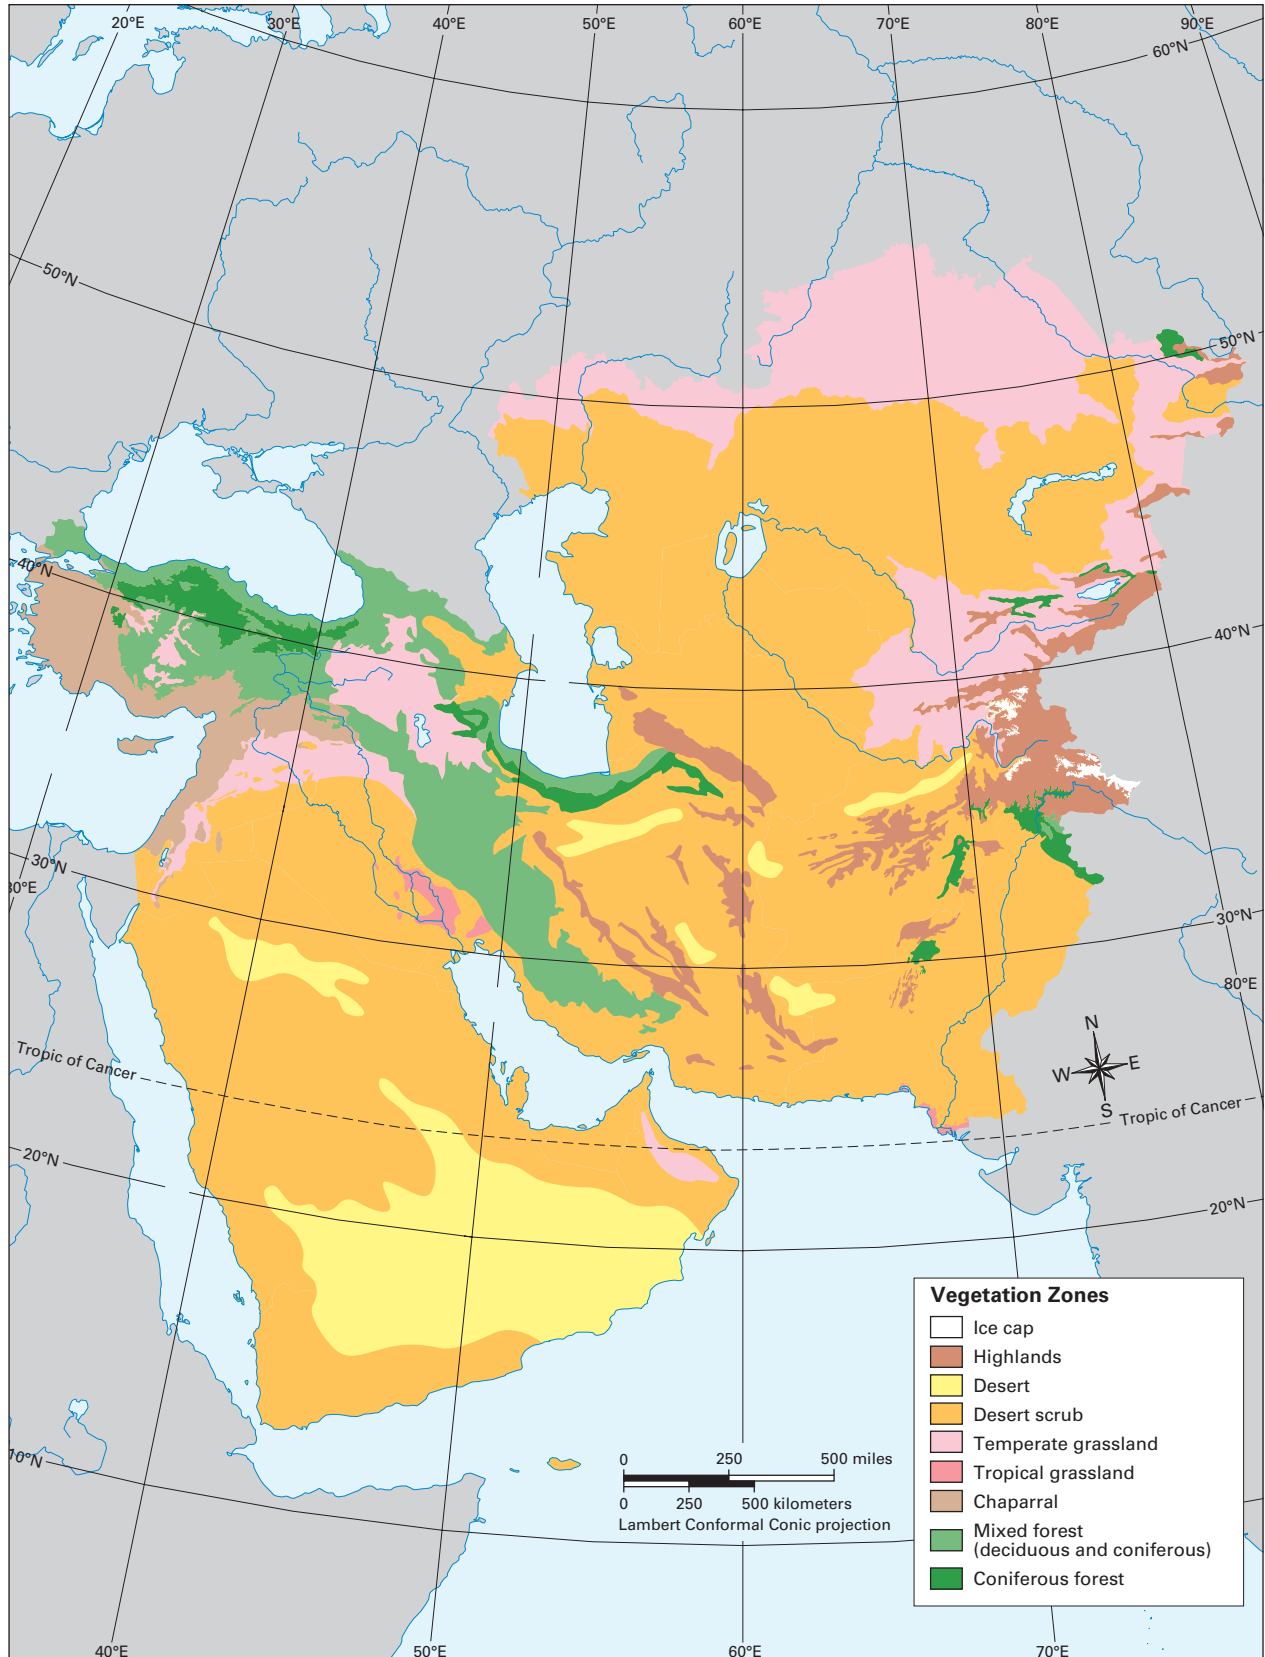 20°E 30°E 40°E 50°E 60°E 70°E 80°E 90°E
60°N
50°N
50°N
40°N
40°N
30°N
30°E
30°N
80°E
N
W E
S
Tropic of Cancer
Tropic of Cancer
20°N
20°N
10°N
Vegetation Zones
Ice cap
Highlands
Desert
Desert scrub
Temperate grassland
Tropical grassland
Chaparral
Mixed forest
(deciduous and coniferous)
Coniferous forest
0 250 500 miles
0 250 500 kilometers
Lambert Conformal Conic projection
40°E 50°E 60°E 70°E